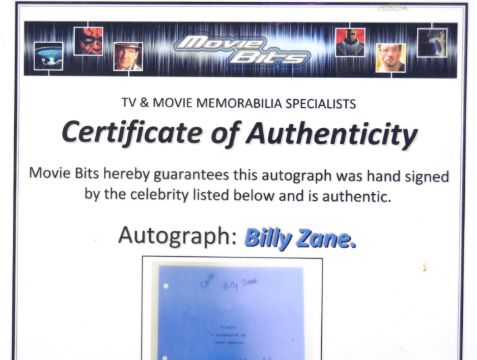 Movie
Bits
TV & MOVIE MEMORABILIA SPECIALISTS
Certificate of Authenticity
Movie Bits hereby guarantees this autograph was hand signed
by the celebrity listed below and is authentic.
Autograph: Billy Zane.
Billy Zane